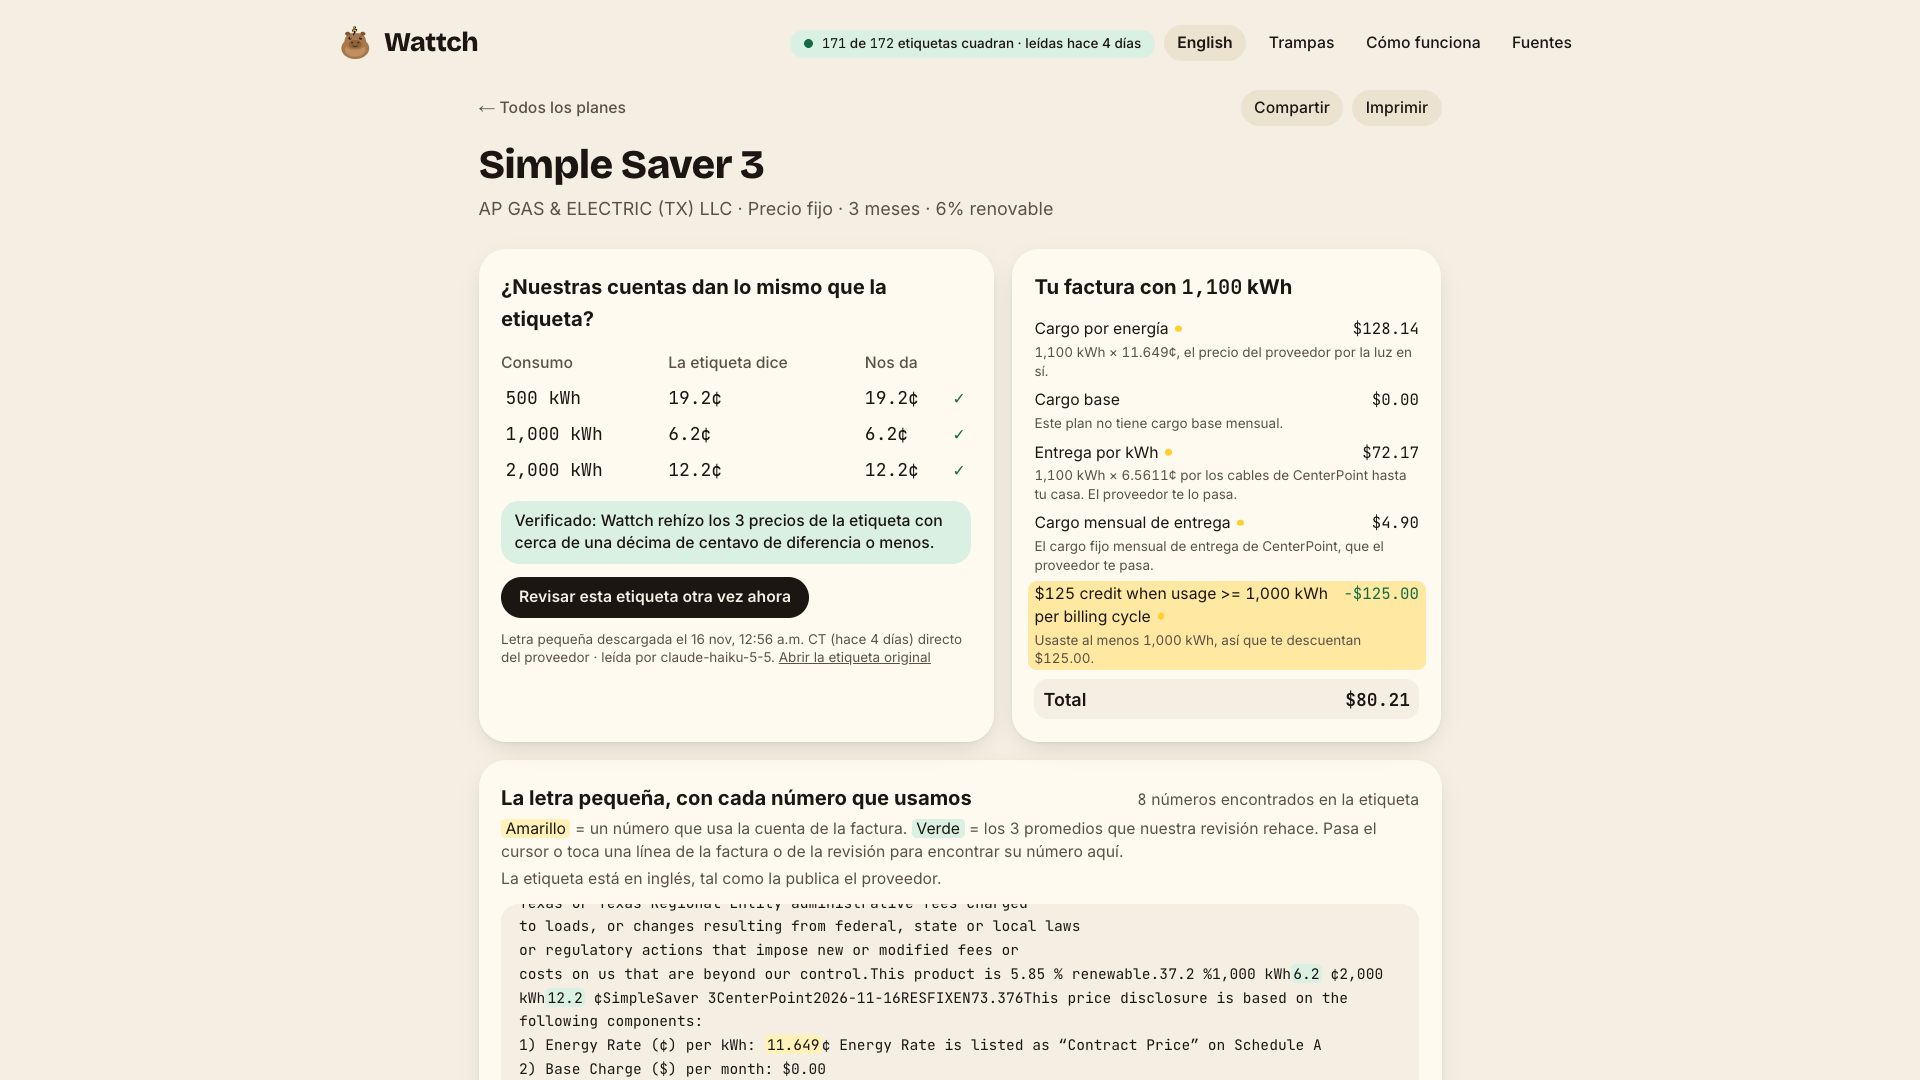 Wattch
171 de 172 etiquetas cuadran · leídas hace 4 días
English
Trampas
Cómo funciona
Fuentes
← Todos los planes
Compartir
Imprimir
Simple Saver 3
AP GAS & ELECTRIC (TX) LLC · Precio fijo · 3 meses · 6% renovable
¿Nuestras cuentas dan lo mismo que la
etiqueta?
Consumo La etiqueta dice Nos da
500 kWh 19.2¢ 19.2¢ ✓
1,000 kWh 6.2¢ 6.2¢ ✓
2,000 kWh 12.2¢ 12.2¢ ✓
Verificado: Wattch rehízo los 3 precios de la etiqueta con
cerca de una décima de centavo de diferencia o menos.
Revisar esta etiqueta otra vez ahora
Letra pequeña descargada el 16 nov, 12:56 a.m. CT (hace 4 días) directo
del proveedor · leída por claude-haiku-5-5. Abrir la etiqueta original
Tu factura con 1,100 kWh
Cargo por energía $128.14
1,100 kWh × 11.649¢, el precio del proveedor por la luz en
sí.
Cargo base $0.00
Este plan no tiene cargo base mensual.
Entrega por kWh $72.17
1,100 kWh × 6.5611¢ por los cables de CenterPoint hasta
tu casa. El proveedor te lo pasa.
Cargo mensual de entrega $4.90
El cargo fijo mensual de entrega de CenterPoint, que el
proveedor te pasa.
$125 credit when usage >= 1,000 kWh -$125.00
per billing cycle
Usaste al menos 1,000 kWh, así que te descuentan
$125.00.
Total $80.21
La letra pequeña, con cada número que usamos
8 números encontrados en la etiqueta
Amarillo = un número que usa la cuenta de la factura. Verde = los 3 promedios que nuestra revisión rehace. Pasa el
cursor o toca una línea de la factura o de la revisión para encontrar su número aquí.
La etiqueta está en inglés, tal como la publica el proveedor.
Texas or Texas Regional Entity administrative fees charged
to loads, or changes resulting from federal, state or local laws
or regulatory actions that impose new or modified fees or
costs on us that are beyond our control.This product is 5.85 % renewable.37.2 %1,000 kWh6.2 ¢2,000
kWh12.2 ¢SimpleSaver 3CenterPoint2026-11-16RESFIXEN73.376This price disclosure is based on the
following components:
1) Energy Rate (¢) per kWh: 11.649¢ Energy Rate is listed as “Contract Price” on Schedule A
2) Base Charge ($) per month: $0.00